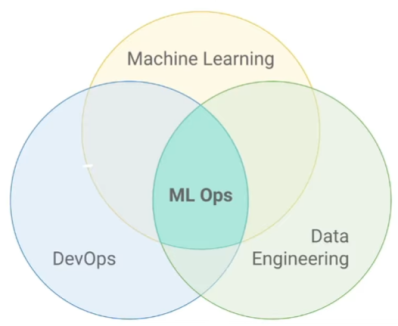 Machine Learning
ML Ops
DevOps
Data
Engineering